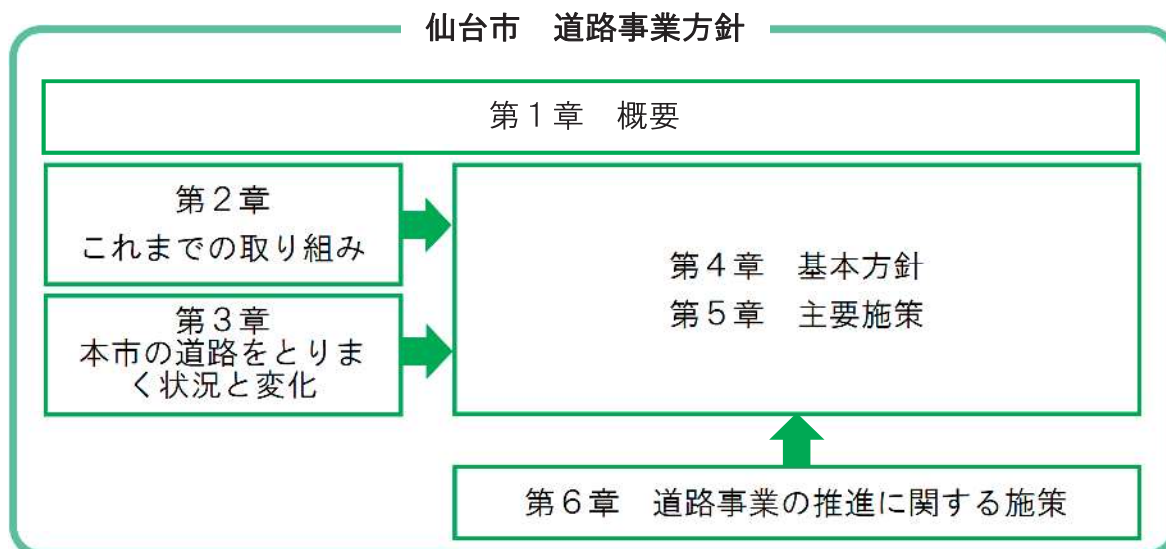 仙台市　道路事業方針
第１章　概要
第２章
これまでの取り組み
第３章
本市の道路をとりま
く状況と変化
第４章　基本方針
第５章　主要施策
第６章　道路事業の推進に関する施策